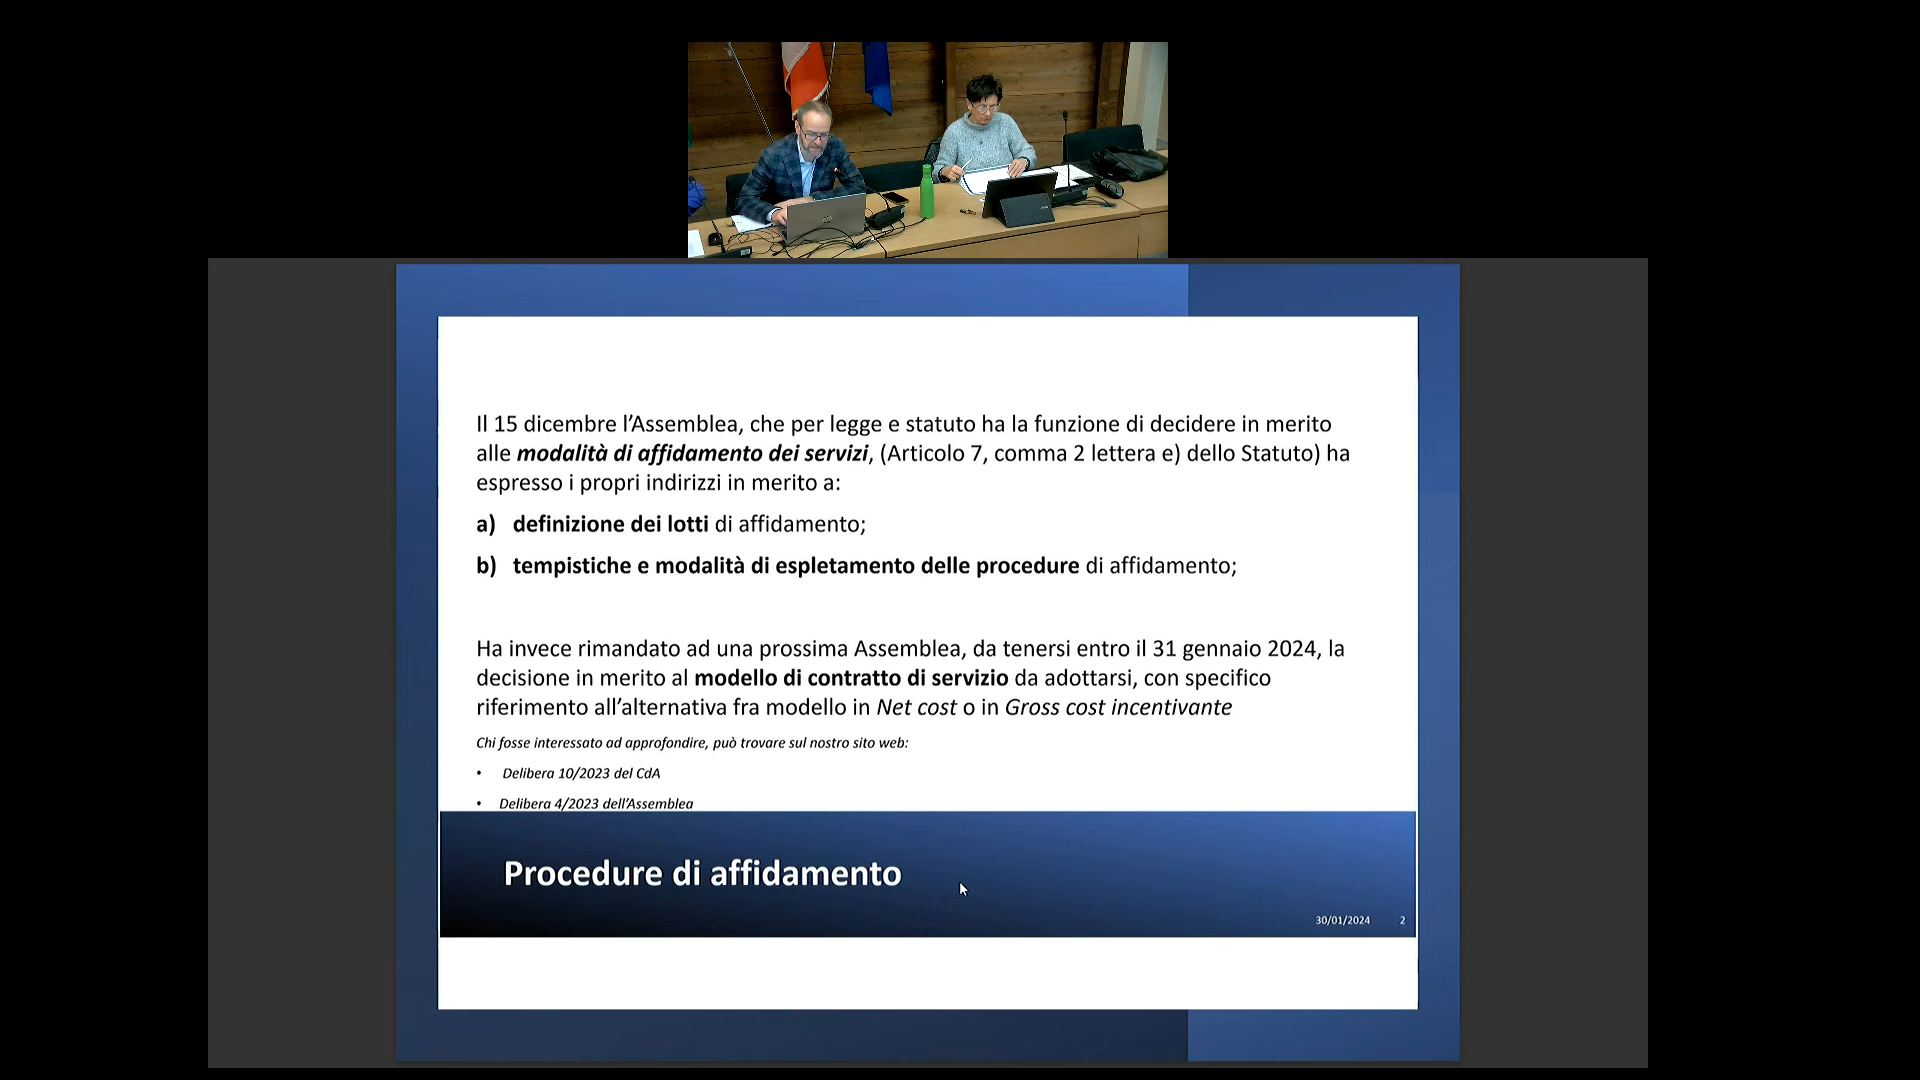 Il 15 dicembre l’Assemblea, che per legge e statuto ha la funzione di decidere in merito
alle modalità di affidamento dei servizi, (Articolo 7, comma 2 lettera e) dello Statuto) ha
espresso i propri indirizzi in merito a:
a) definizione dei lotti di affidamento;
b) tempistiche e modalità di espletamento delle procedure di affidamento;
Ha invece rimandato ad una prossima Assemblea, da tenersi entro il 31 gennaio 2024, la
decisione in merito al modello di contratto di servizio da adottarsi, con specifico
riferimento all’alternativa fra modello in Net cost o in Gross cost incentivante
Chi fosse interessato ad approfondire, può trovare sul nostro sito web:
• Delibera 10/2023 del CdA
• Delibera 4/2023 dell’Assemblea
Procedure di affidamento
30/01/2024 2